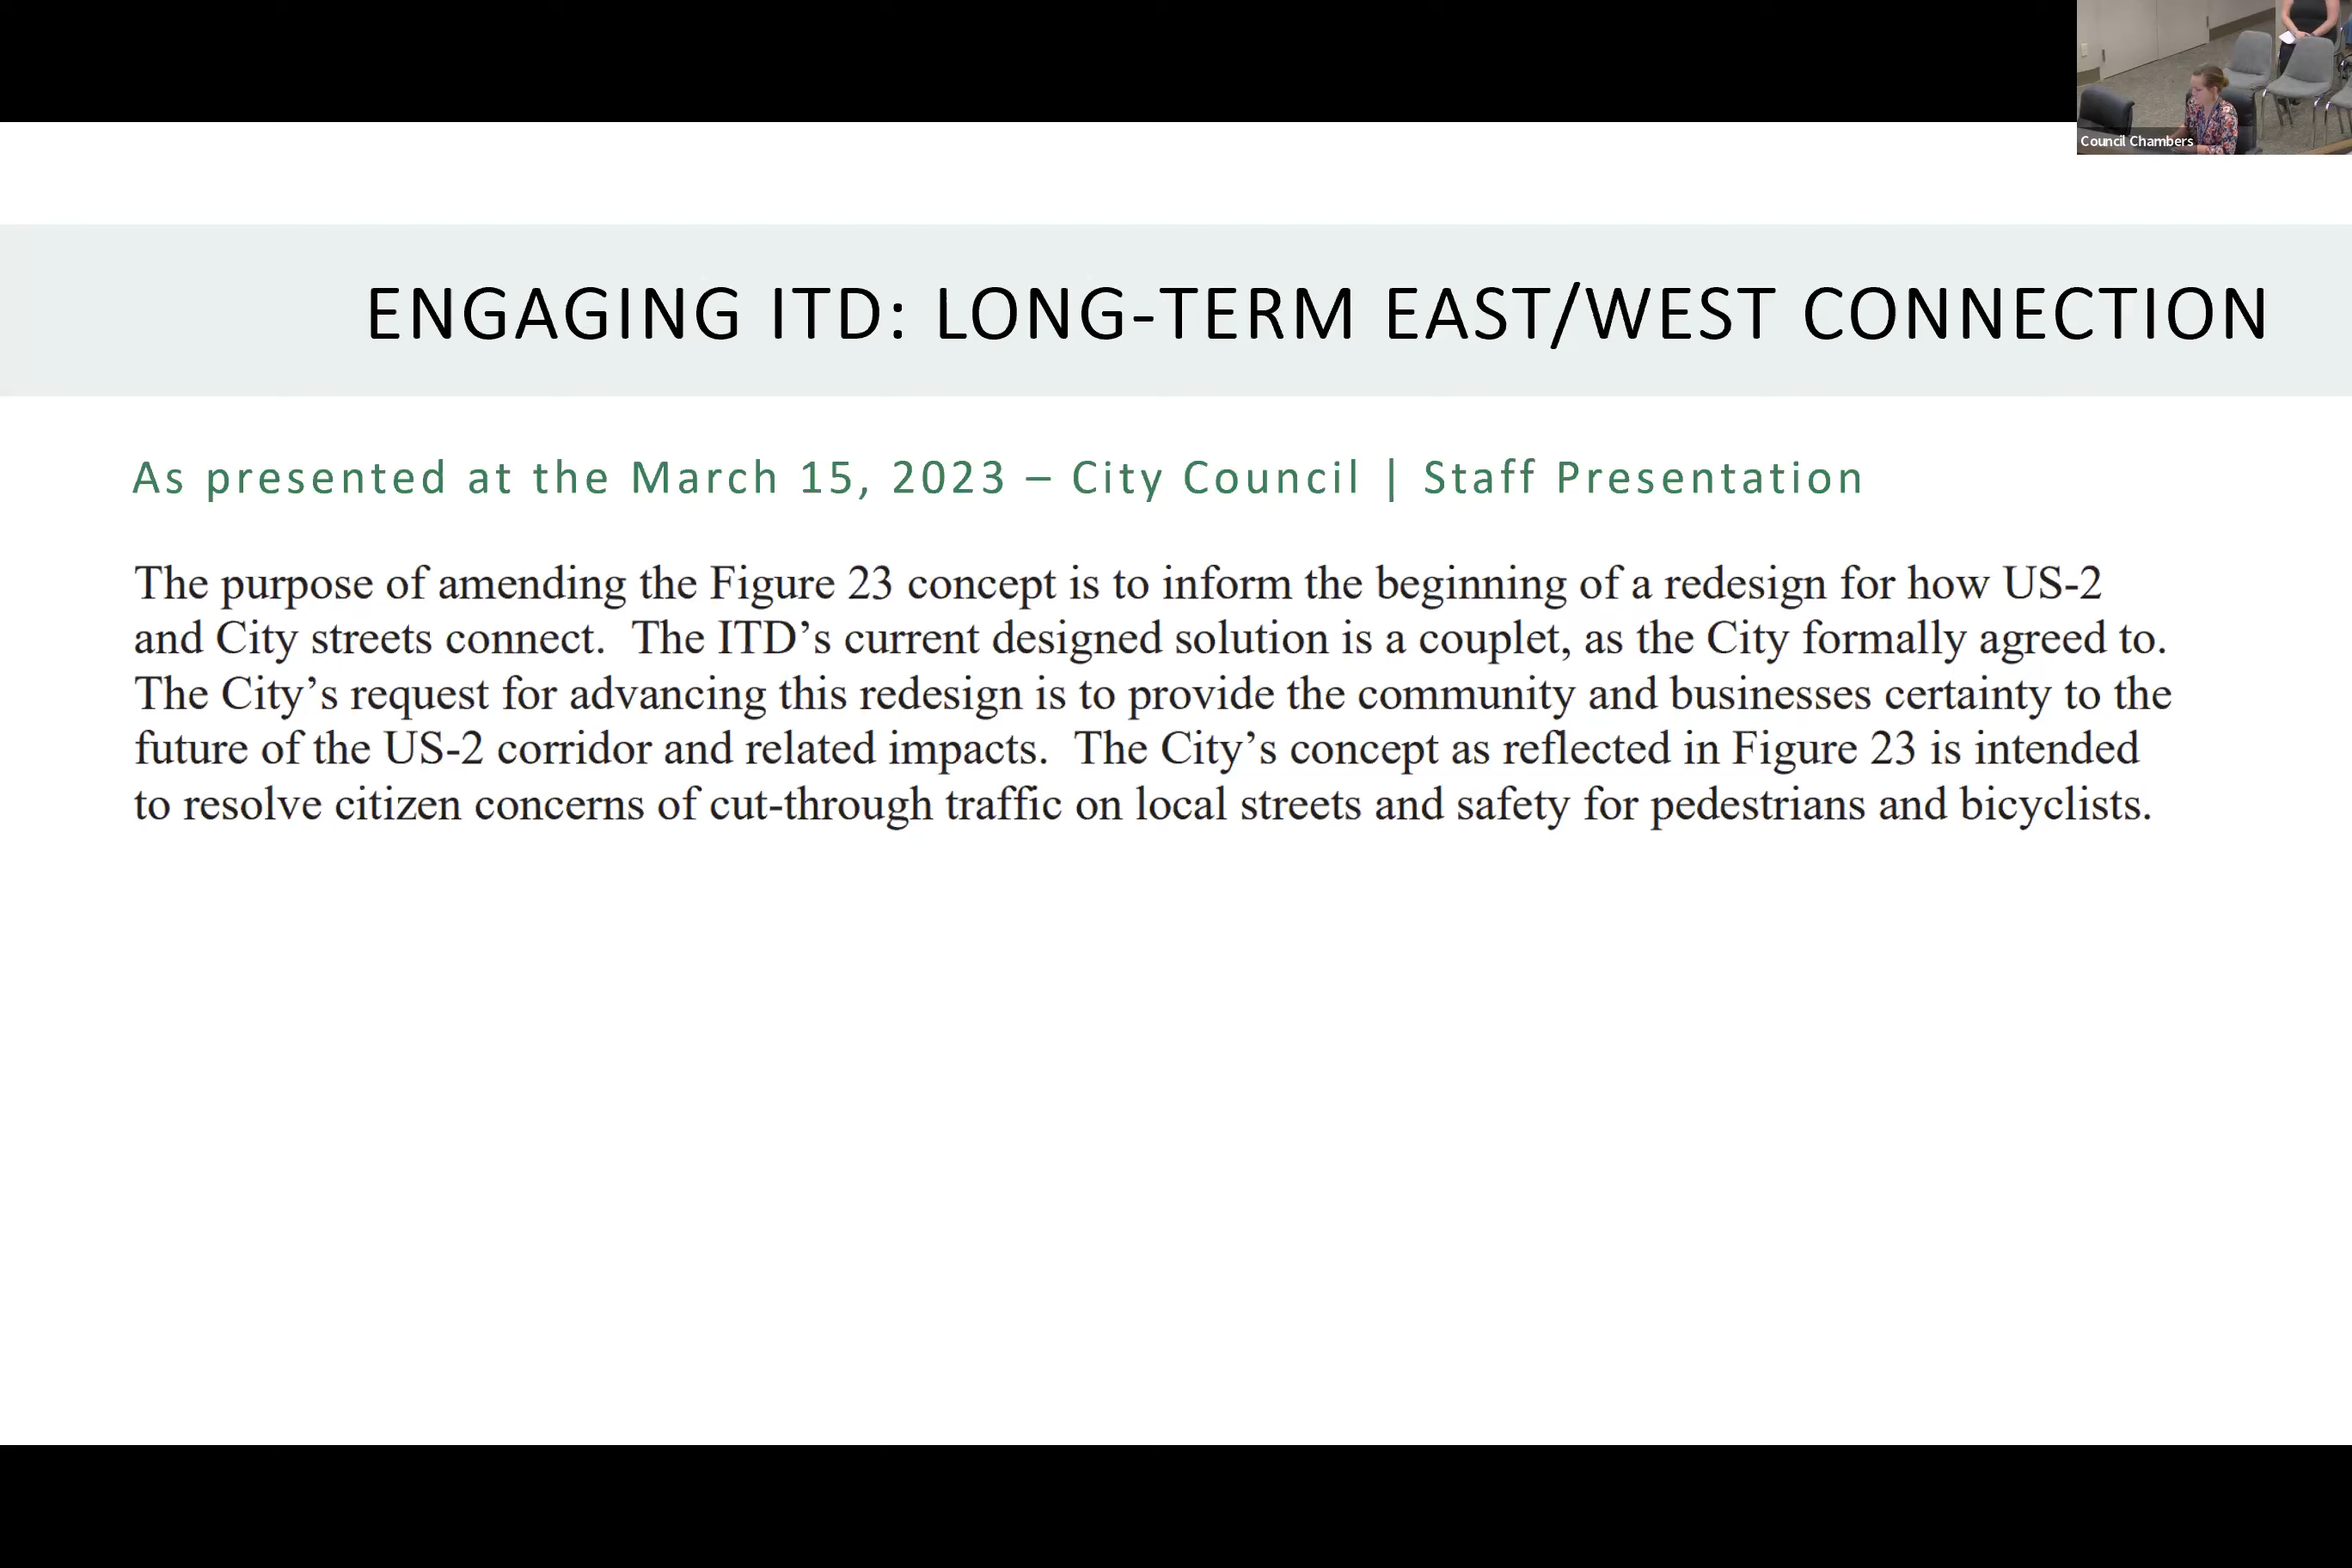 Council Chambers
ENGAGING ITD: LONG-TERM EAST/WEST CONNECTION
As presented at the March 15, 2023 – City Council | Staff Presentation
The purpose of amending the Figure 23 concept is to inform the beginning of a redesign for how US-2
and City streets connect.  The ITD’s current designed solution is a couplet, as the City formally agreed to.
The City’s request for advancing this redesign is to provide the community and businesses certainty to the
future of the US-2 corridor and related impacts.  The City’s concept as reflected in Figure 23 is intended
to resolve citizen concerns of cut-through traffic on local streets and safety for pedestrians and bicyclists.